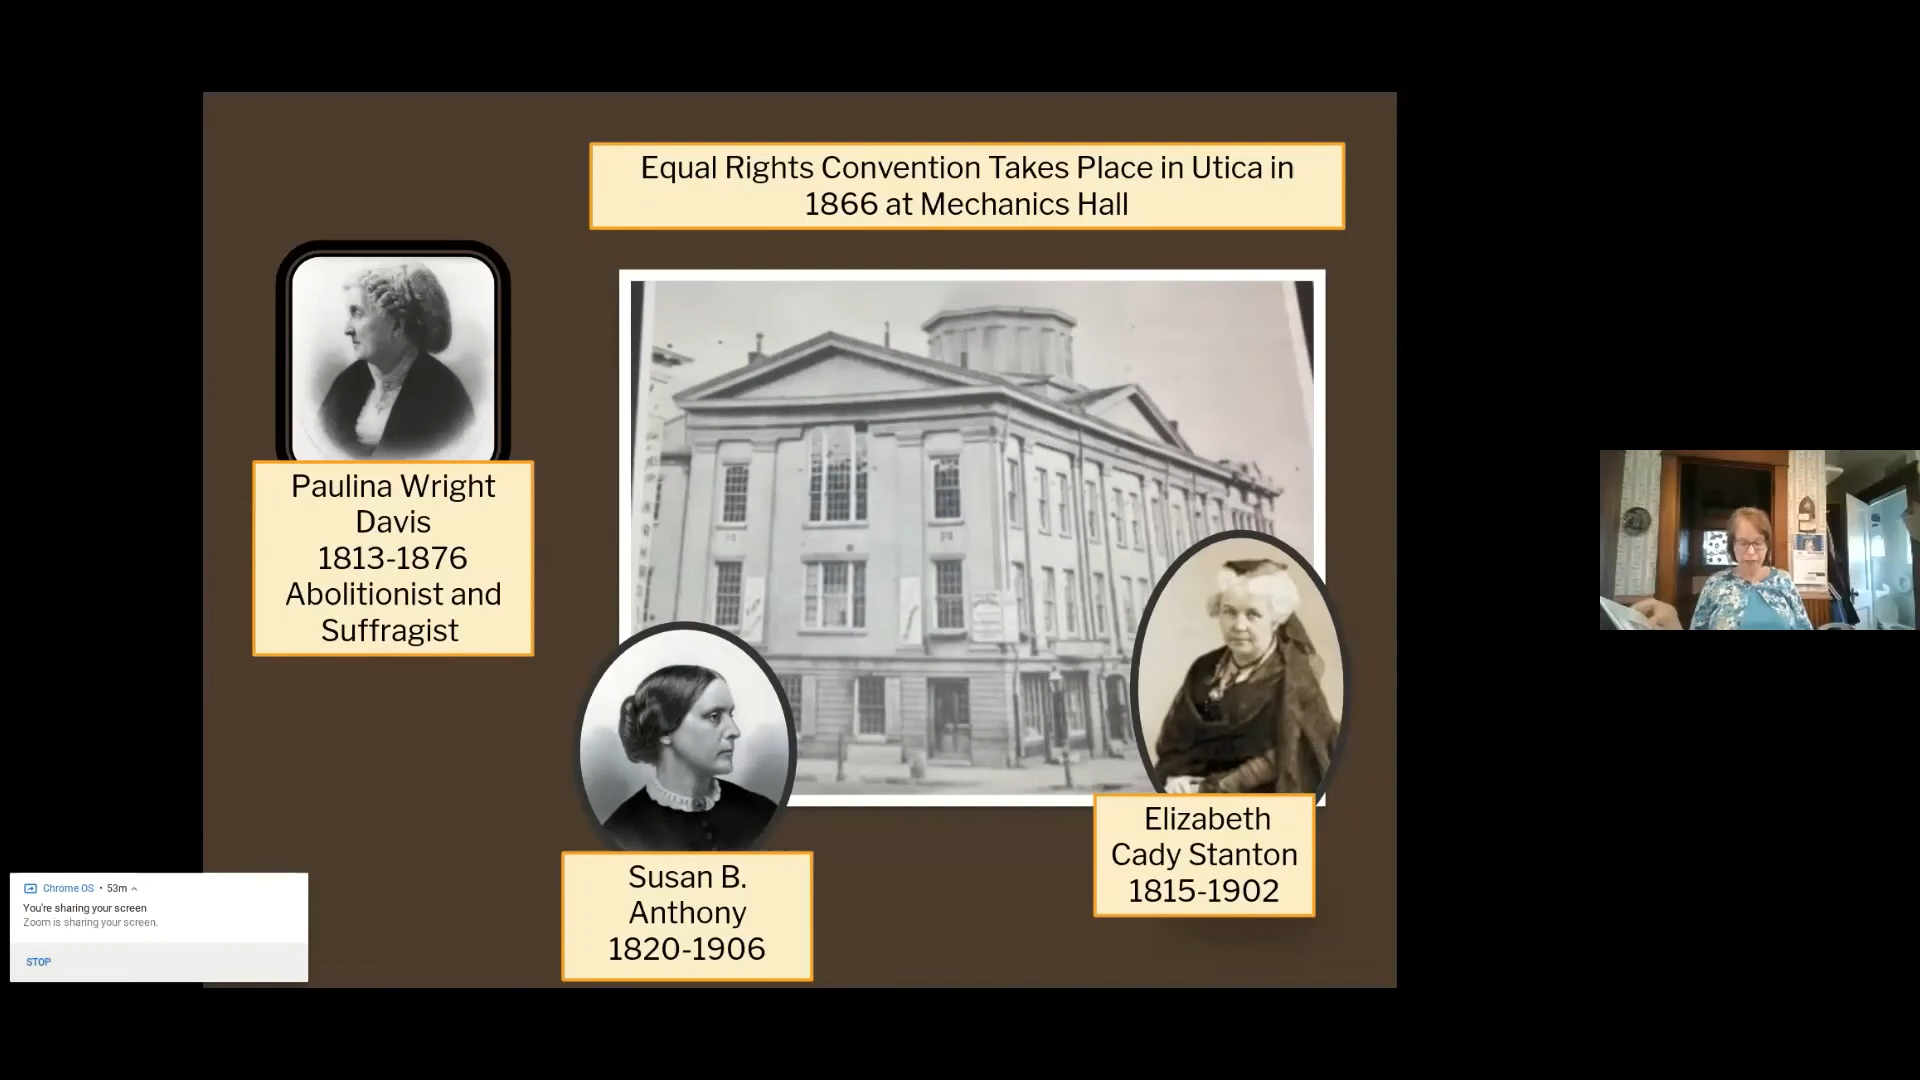 Equal Rights Convention Takes Place in Utica in
1866 at Mechanics Hall
Paulina Wright
Davis
1813-1876
Abolitionist and
Suffragist
Susan B.
Anthony
1820-1906
Elizabeth
Cady Stanton
1815-1902
Chrome OS • 53m
You're sharing your screen
Zoom is sharing your screen.
STOP